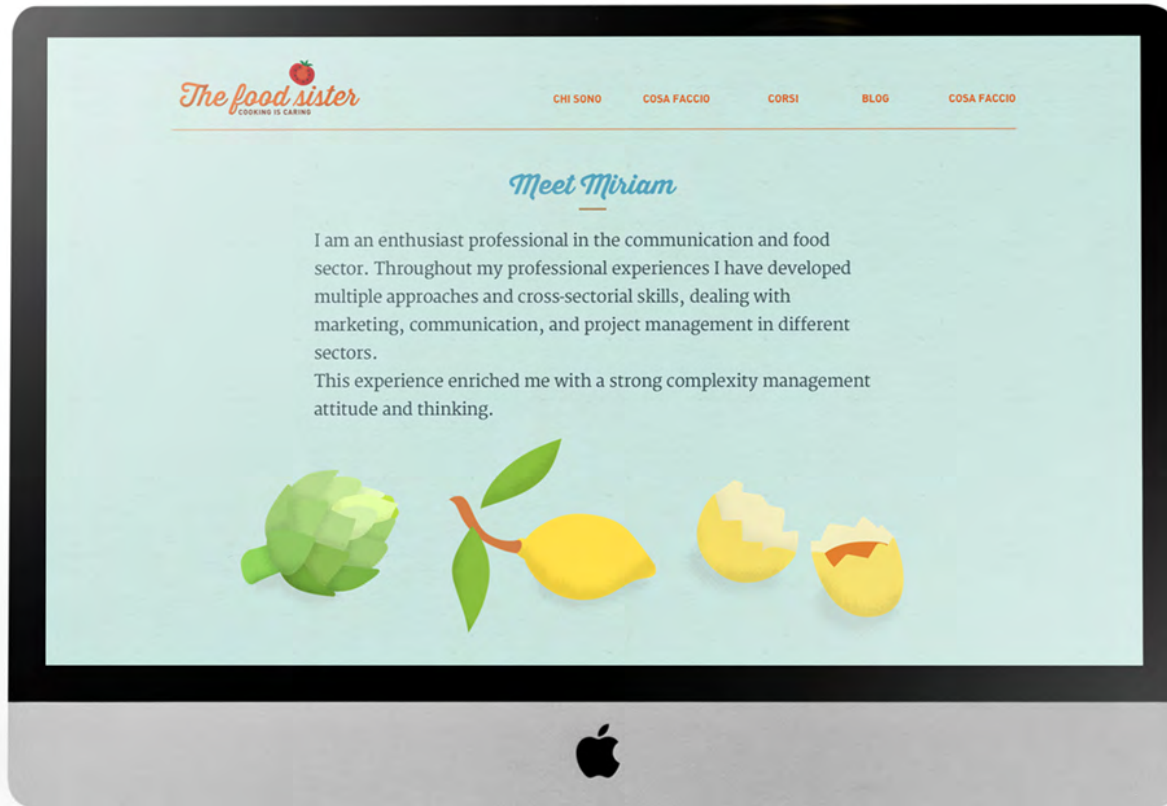 The food sister
COOKING IS CARING
CHI SONO COSA FACCIO CORSI BLOG COSA FACCIO
Meet Miriam
I am an enthusiast professional in the communication and food
sector. Throughout my professional experiences I have developed
multiple approaches and cross-sectorial skills, dealing with
marketing, communication, and project management in different
sectors.
This experience enriched me with a strong complexity management
attitude and thinking.